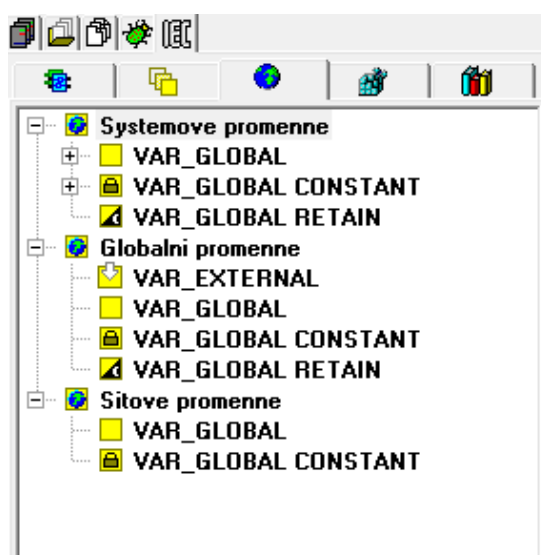 Systemove promenne
VAR_GLOBAL
VAR_GLOBAL CONSTANT
VAR_GLOBAL RETAIN
Globalni promenne
VAR_EXTERNAL
VAR_GLOBAL
VAR_GLOBAL CONSTANT
VAR_GLOBAL RETAIN
Sitove promenne
VAR_GLOBAL
VAR_GLOBAL CONSTANT